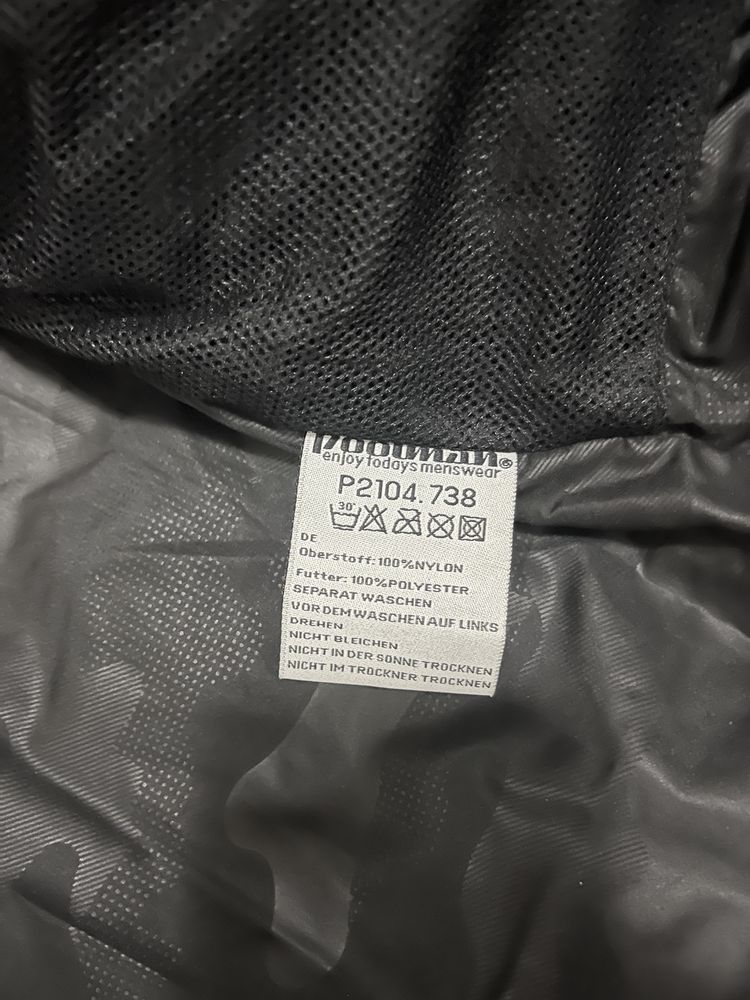 enjoy todays menswear
P2104.738
30°
DE
Oberstoff:100%NYLON
Futter: 100%POLYESTER
SEPARAT WASCHEN
VOR DEM WASCHEN AUF LINKS
DREHEN
NICHT BLEICHEN
NICHT IN DER SONNE TROCKNEN
NICHT IM TROCKNER TROCKNEN